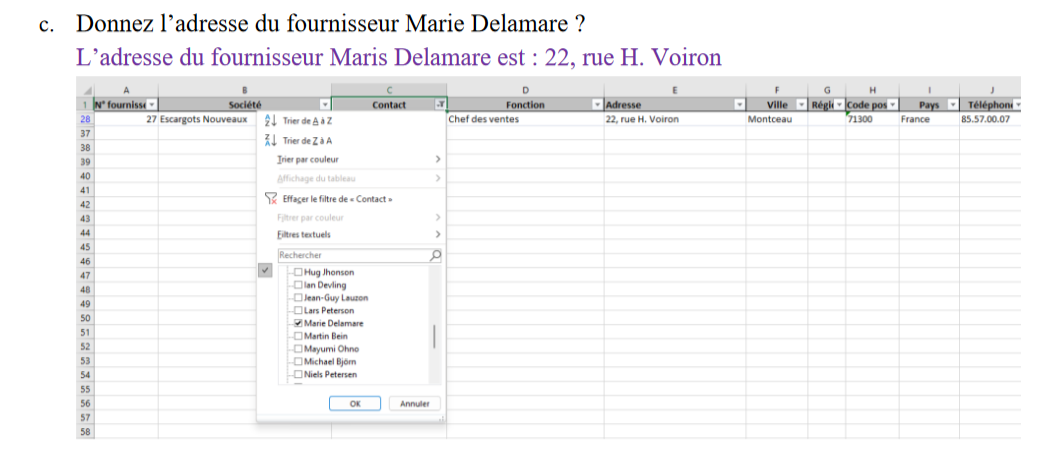 c. Donnez l’adresse du fournisseur Marie Delamare ?
L’adresse du fournisseur Maris Delamare est : 22, rue H. Voiron
A B C D E F G H I J
1 N° fourniss Société Contact Fonction Adresse Ville Régi Code pos Pays Téléphon
28 27 Escargots Nouveaux Chef des ventes 22, rue H. Voiron Montceau 71300 France 85.57.00.07
Trier de A à Z
37
38 Trier de Z à A
39 Trier par couleur
40 Affichage du tableau
41
42 Effacer le filtre de « Contact »
43 Filtrer par couleur
44 Filtres textuels
45
46 Rechercher
47 Hug Jhonson
48 Ian Devling
49 Jean-Guy Lauzon
50 Lars Peterson
51 Marie Delamare
52 Martin Bein
53 Mayumi Ohno
54 Michael Björn
Niels Petersen
55
56 OK Annuler
57
58